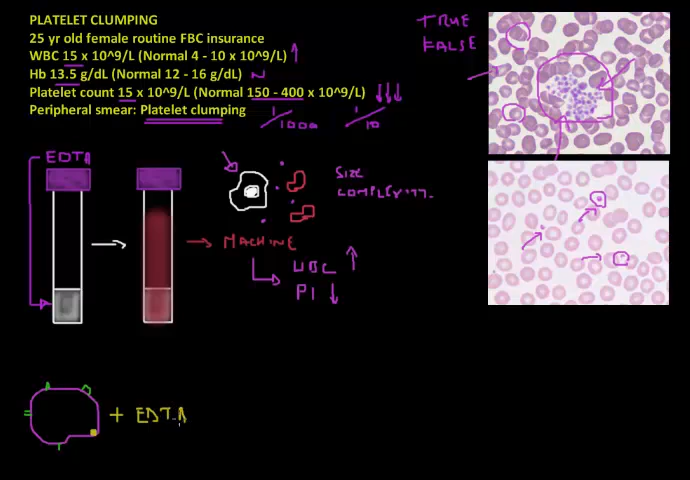 PLATELET CLUMPING
25 yr old female routine FBC insurance
WBC 15 x 10^9/L (Normal 4 - 10 x 10^9/L) ↑
Hb 13.5 g/dL (Normal 12 - 16 g/dL) ~
Platelet count 15 x 10^9/L (Normal 150 - 400 x 10^9/L) ↓↓↓
Peripheral smear: Platelet clumping
1/1000 1/10
TRUE
FALSE
EDTA
SIZE
COMPLEXITY.
MACHINE
WBC ↑
Pl ↓
+ EDTA